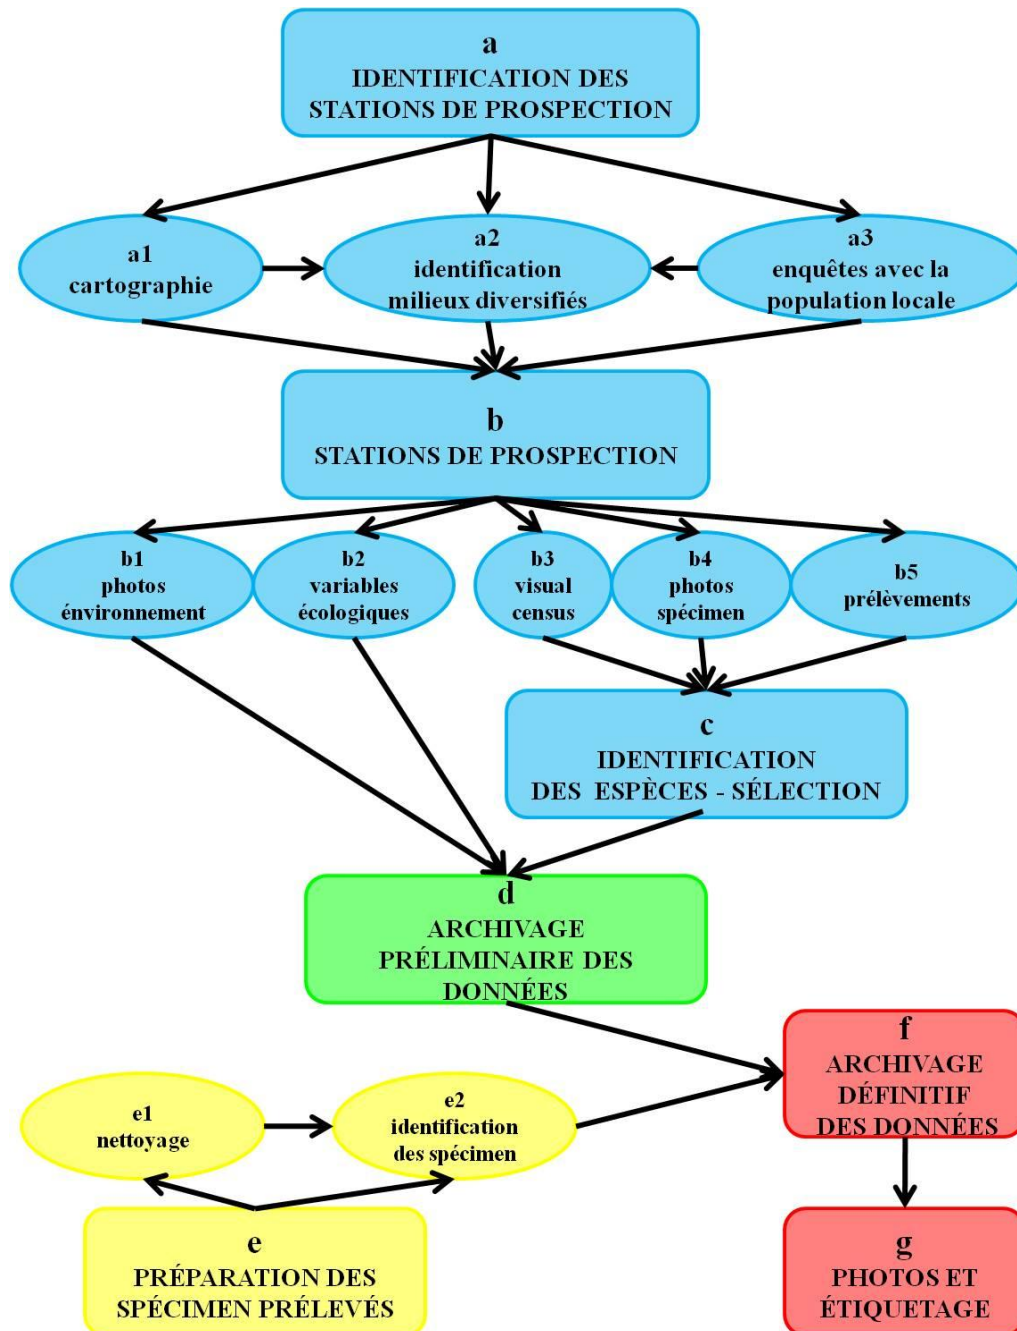 a
IDENTIFICATION DES
STATIONS DE PROSPECTION
a1
cartographie
a2
identification
milieux diversifiés
a3
enquêtes avec la
population locale
b
STATIONS DE PROSPECTION
b1
photos
énvironnement
b2
variables
écologiques
b3
visual
census
b4
photos
spécimen
b5
prélèvements
c
IDENTIFICATION
DES ESPÈCES - SÉLECTION
d
ARCHIVAGE
PRÉLIMINAIRE DES
DONNÉES
f
ARCHIVAGE
DÉFINITIF
DES DONNÉES
e1
nettoyage
e2
identification
des spécimen
e
PRÉPARATION DES
SPÉCIMEN PRÉLEVÉS
g
PHOTOS ET
ÉTIQUETAGE